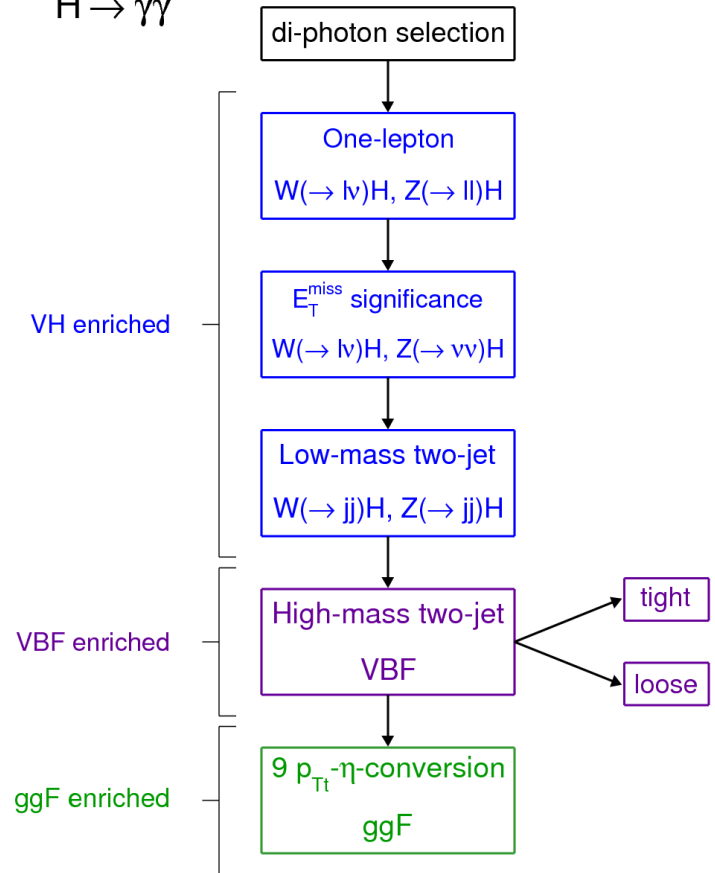 H → γγ
di-photon selection
One-lepton
W(→ lν)H, Z(→ ll)H
VH enriched
E_T^miss significance
W(→ lν)H, Z(→ νν)H
Low-mass two-jet
W(→ jj)H, Z(→ jj)H
VBF enriched
High-mass two-jet
VBF
tight
loose
ggF enriched
9 p_Tt-η-conversion
ggF